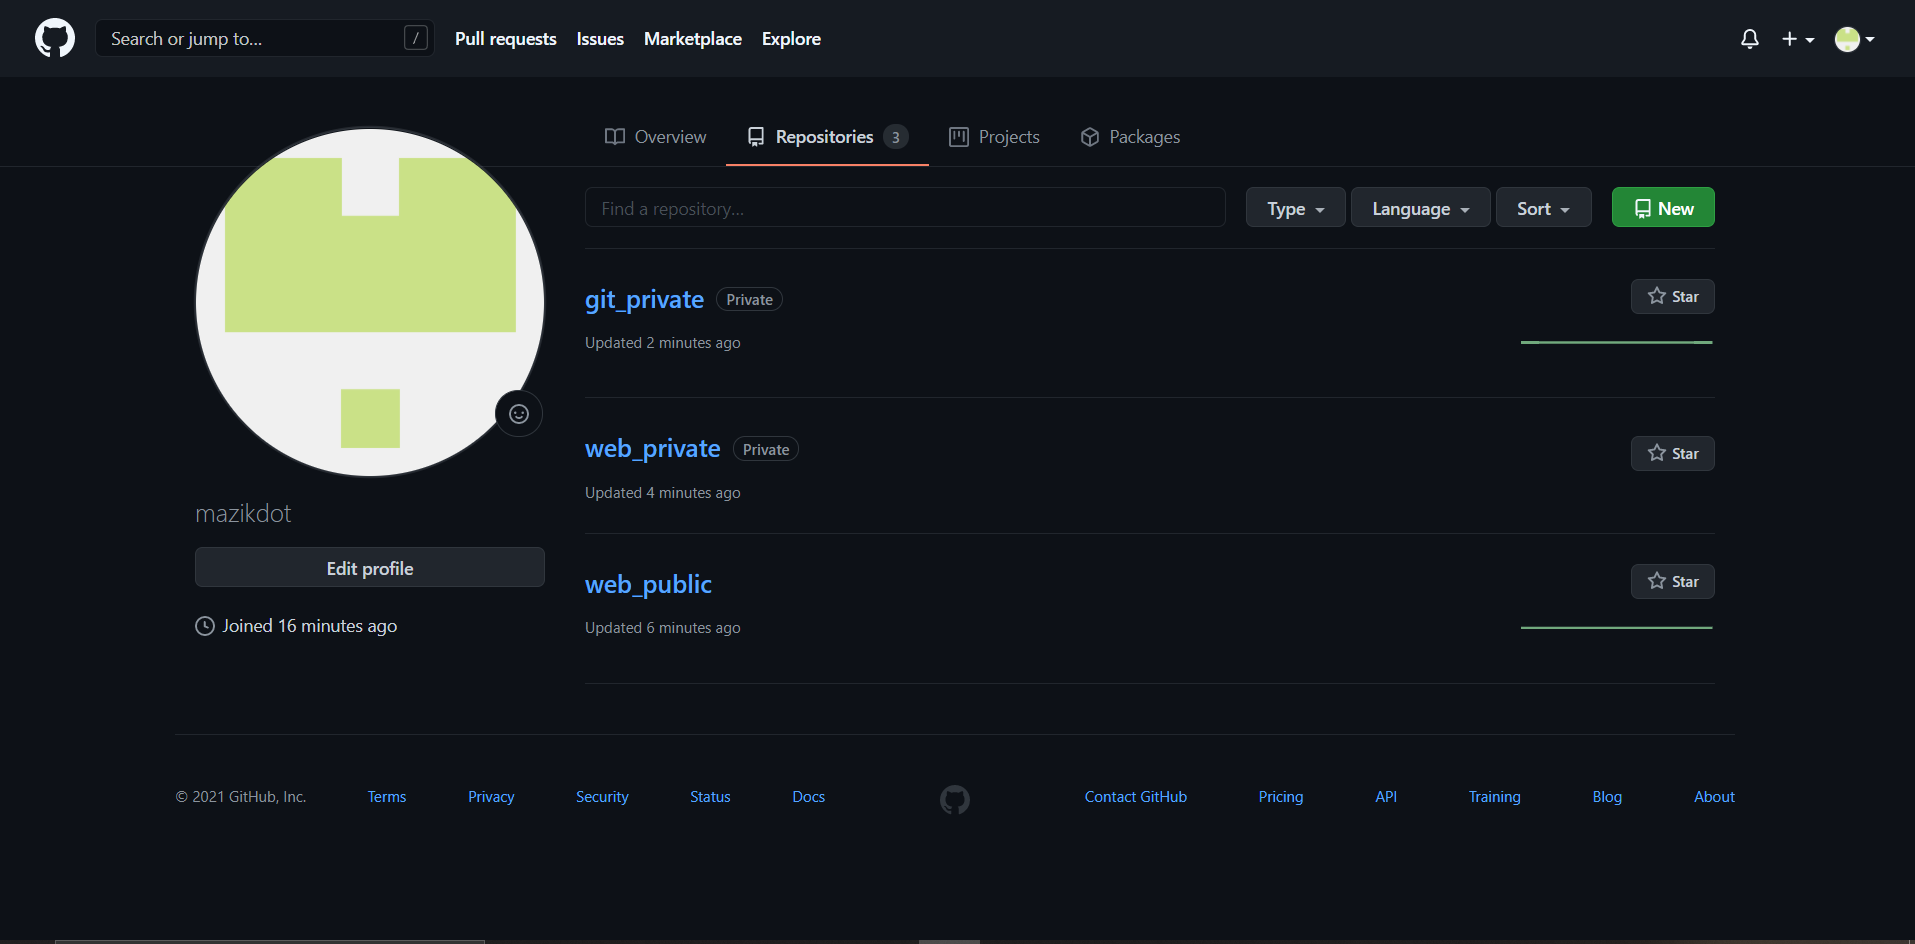 Search or jump to... /
Pull requests Issues Marketplace Explore
Overview Repositories 3 Projects Packages
Find a repository... Type Language Sort New
git_private Private Star
Updated 2 minutes ago
web_private Private Star
Updated 4 minutes ago
web_public Star
Updated 6 minutes ago
mazikdot
Edit profile
Joined 16 minutes ago
© 2021 GitHub, Inc. Terms Privacy Security Status Docs Contact GitHub Pricing API Training Blog About